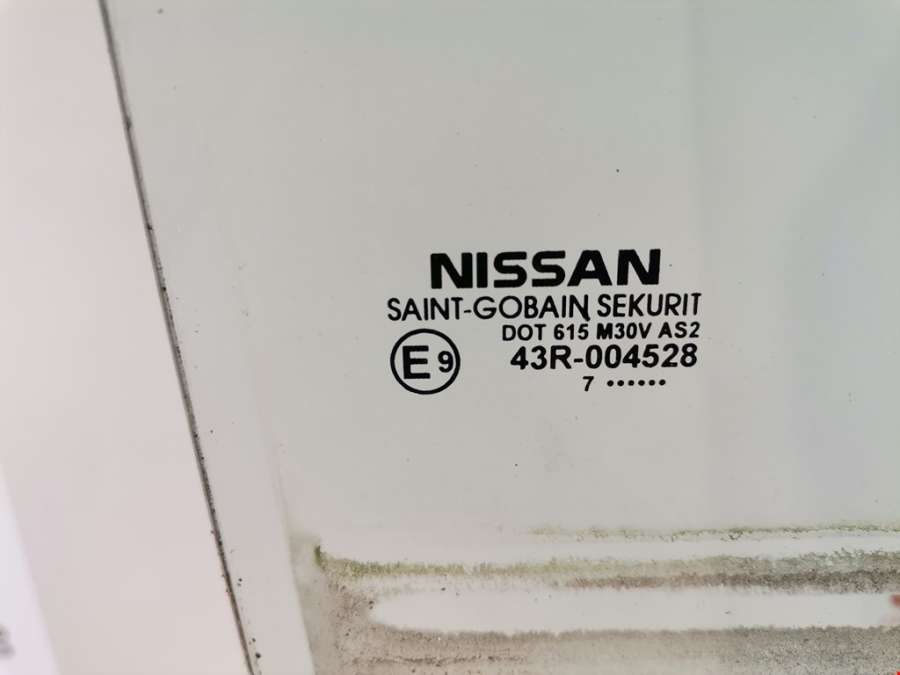 NISSAN
SAINT-GOBAIN SEKURIT
DOT 615 M30V AS2
E9 43R-004528
7 ••••••